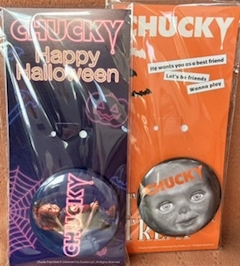 CHUCKY
Happy
Halloween
CHUCKY
CHUCKY
He wants you as a best friend
Let's be friends
Wanna play
CHUCKY